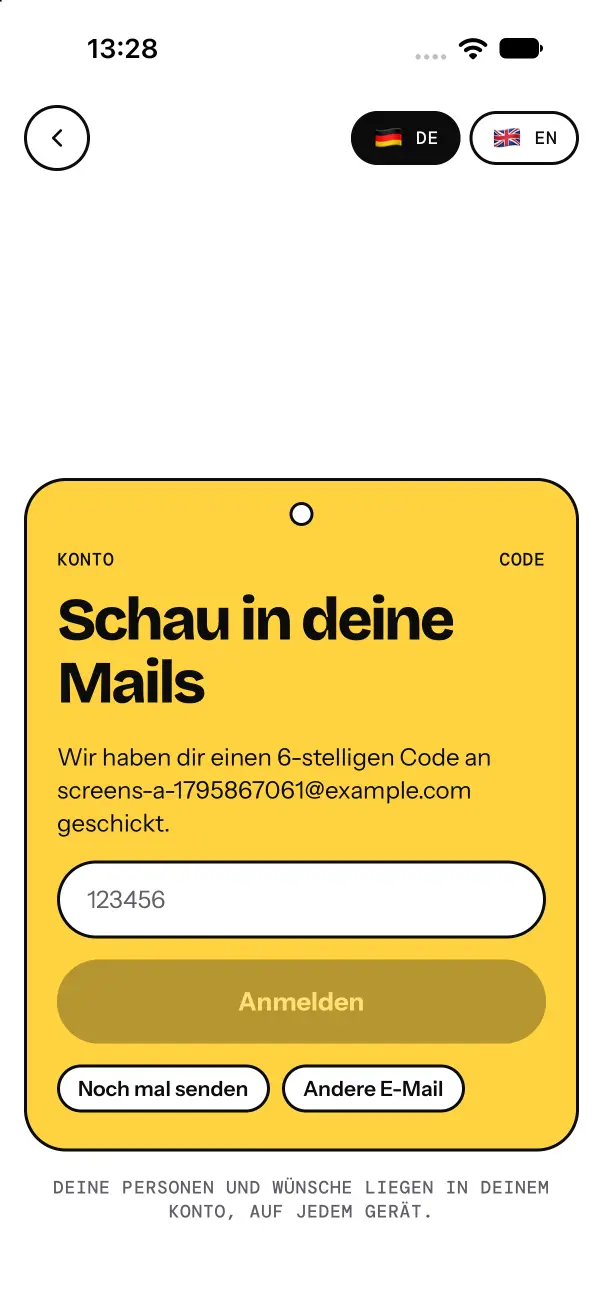 13:28
DE
EN
KONTO
CODE
Schau in deine
Mails
Wir haben dir einen 6-stelligen Code an
screens-a-1795867061@example.com
geschickt.
123456
Anmelden
Noch mal senden
Andere E-Mail
DEINE PERSONEN UND WÜNSCHE LIEGEN IN DEINEM
KONTO, AUF JEDEM GERÄT.